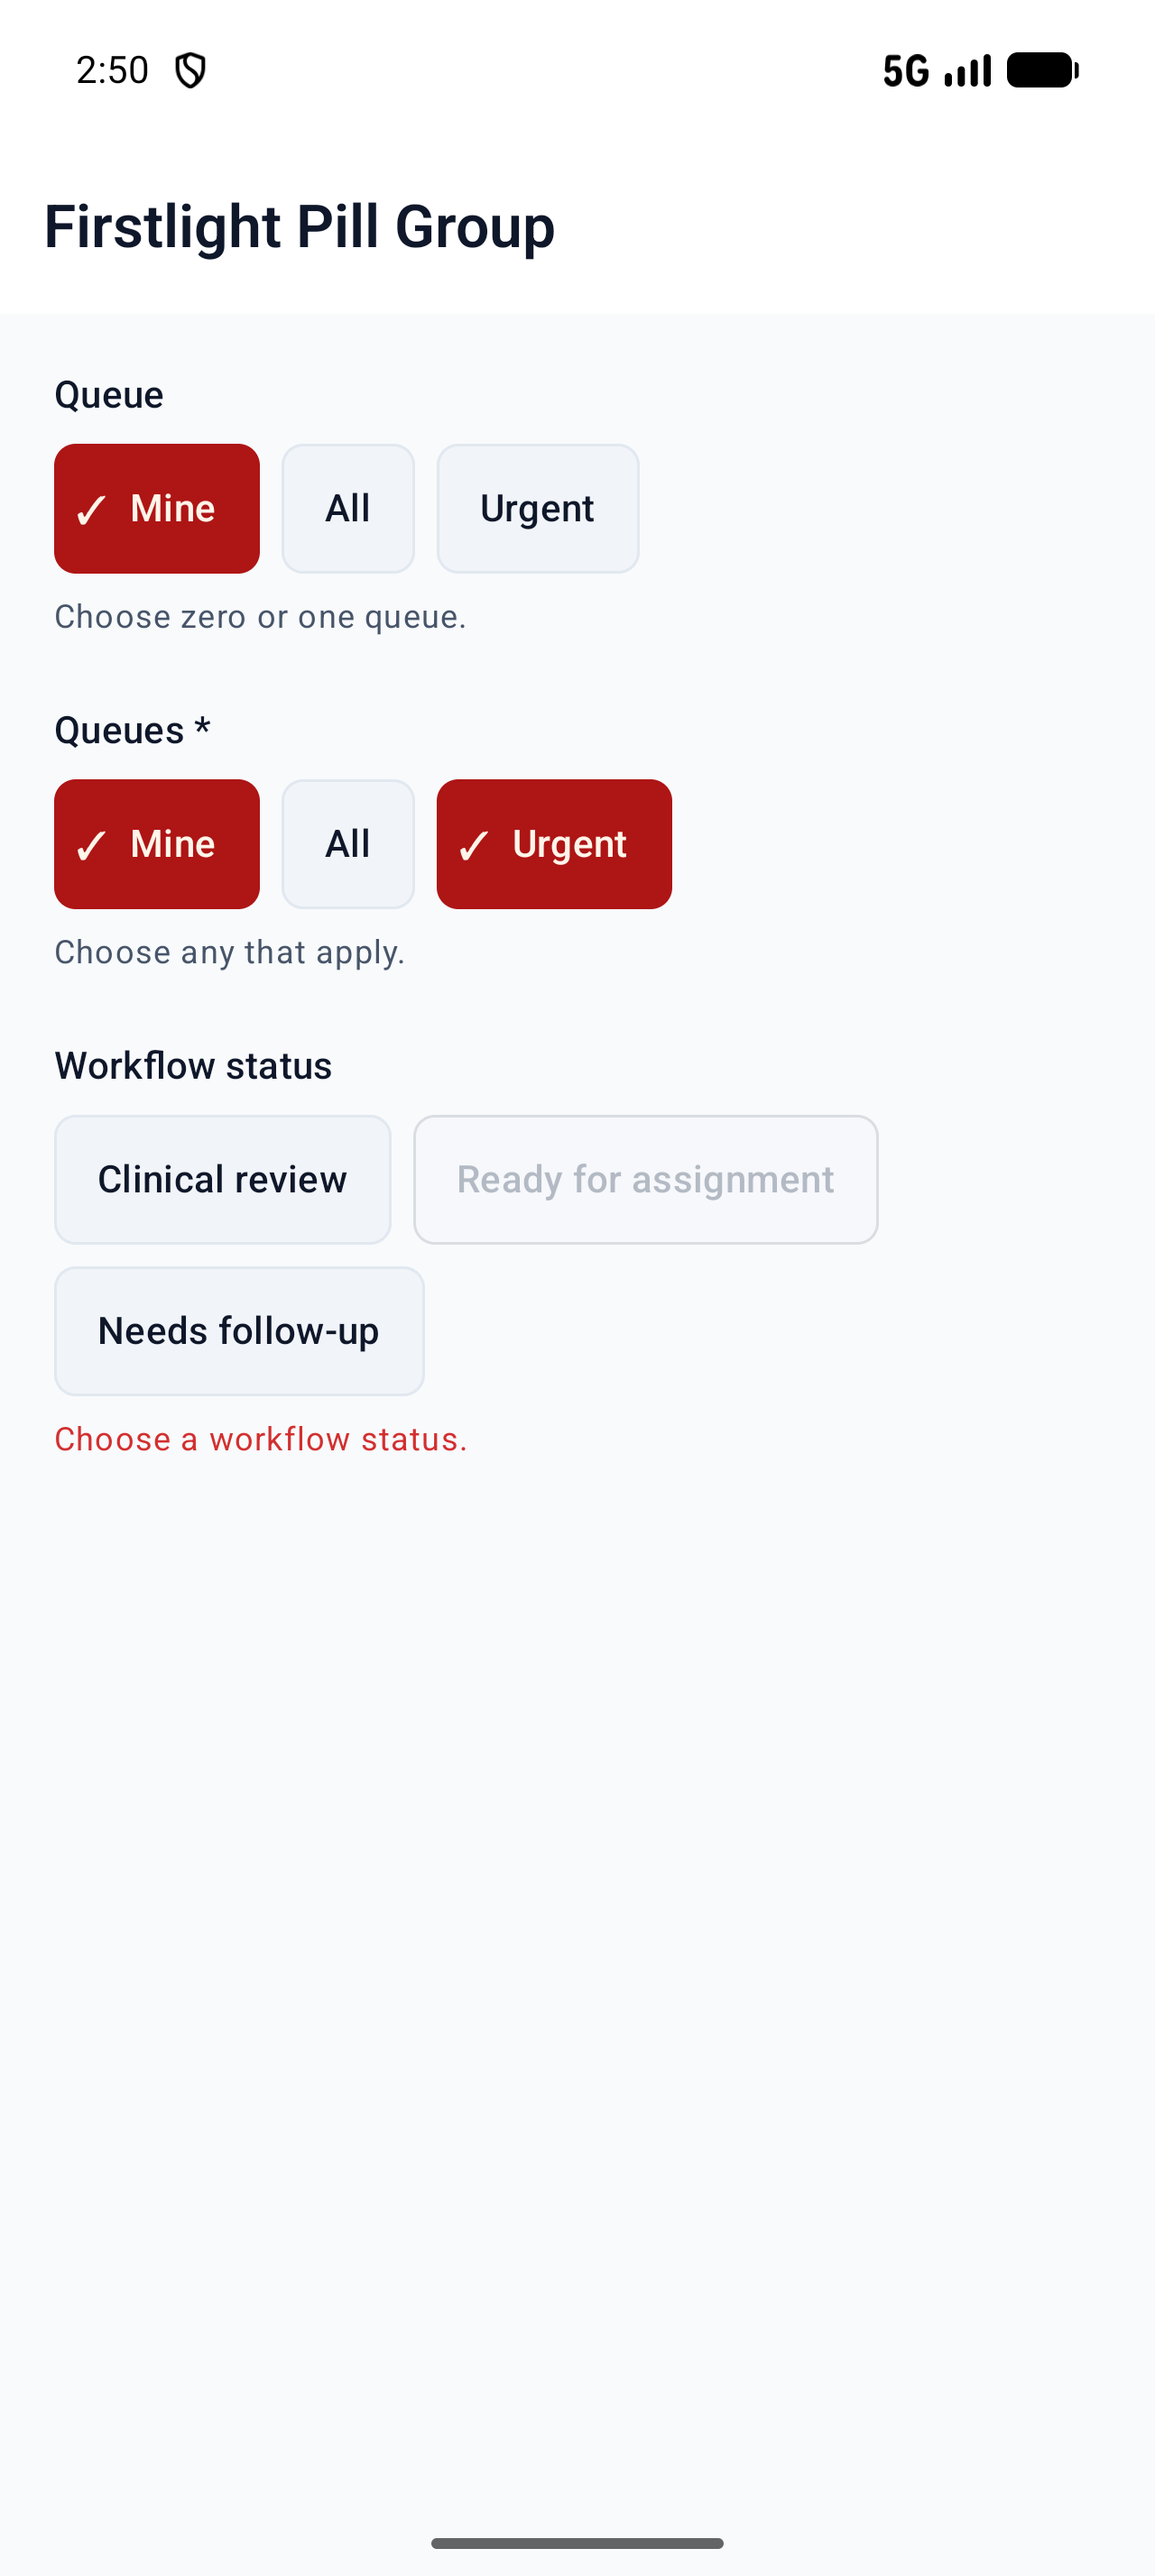 2:50 5G
Firstlight Pill Group
Queue
✓ Mine All Urgent
Choose zero or one queue.
Queues *
✓ Mine All ✓ Urgent
Choose any that apply.
Workflow status
Clinical review Ready for assignment
Needs follow-up
Choose a workflow status.